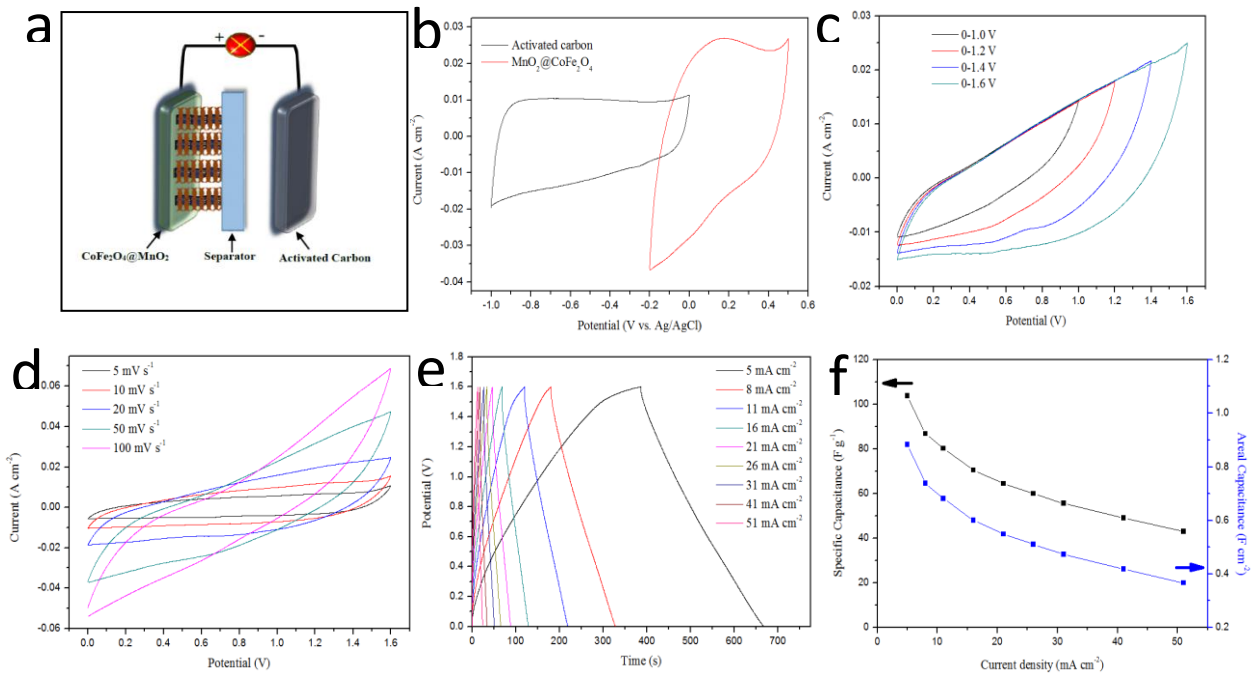 a
+ -
CoFe₂O₄@MnO₂
Separator
Activated Carbon
b
Activated carbon
MnO₂@CoFe₂O₄
0.03
0.02
0.01
0.00
-0.01
-0.02
-0.03
-0.04
Current (A cm⁻²)
-1.0 -0.8 -0.6 -0.4 -0.2 0.0 0.2 0.4 0.6
Potential (V vs. Ag/AgCl)
c
0-1.0 V
0-1.2 V
0-1.4 V
0-1.6 V
0.03
0.02
0.01
0.00
-0.01
-0.02
Current (A cm⁻²)
0.0 0.2 0.4 0.6 0.8 1.0 1.2 1.4 1.6
Potential (V)
d
5 mV s⁻¹
10 mV s⁻¹
20 mV s⁻¹
50 mV s⁻¹
100 mV s⁻¹
0.06
0.04
0.02
0.00
-0.02
-0.04
-0.06
Current (A cm⁻²)
0.0 0.2 0.4 0.6 0.8 1.0 1.2 1.4 1.6
Potential (V)
e
5 mA cm⁻²
8 mA cm⁻²
11 mA cm⁻²
16 mA cm⁻²
21 mA cm⁻²
26 mA cm⁻²
31 mA cm⁻²
41 mA cm⁻²
51 mA cm⁻²
1.8
1.6
1.4
1.2
1.0
0.8
0.6
0.4
0.2
0.0
Potential (V)
0 100 200 300 400 500 600 700
Time (s)
f
120
100
80
60
40
20
0
Specific Capacitance (F g⁻¹)
1.2
1.0
0.8
0.6
0.4
0.2
Areal Capacitance (F cm⁻²)
0 10 20 30 40 50
Current density (mA cm⁻²)